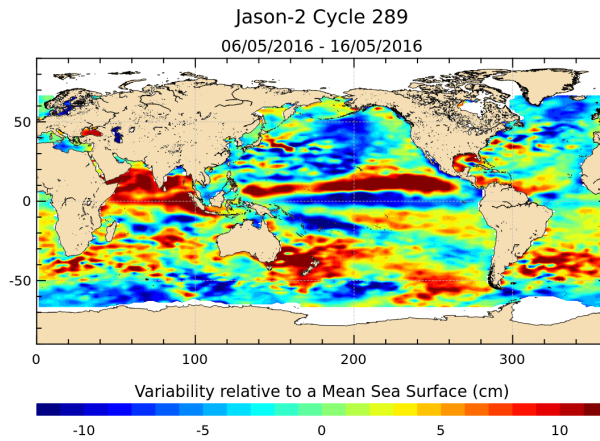 Jason-2 Cycle 289
06/05/2016 - 16/05/2016
50
0
-50
0 100 200 300
Variability relative to a Mean Sea Surface (cm)
-10 -5 0 5 10